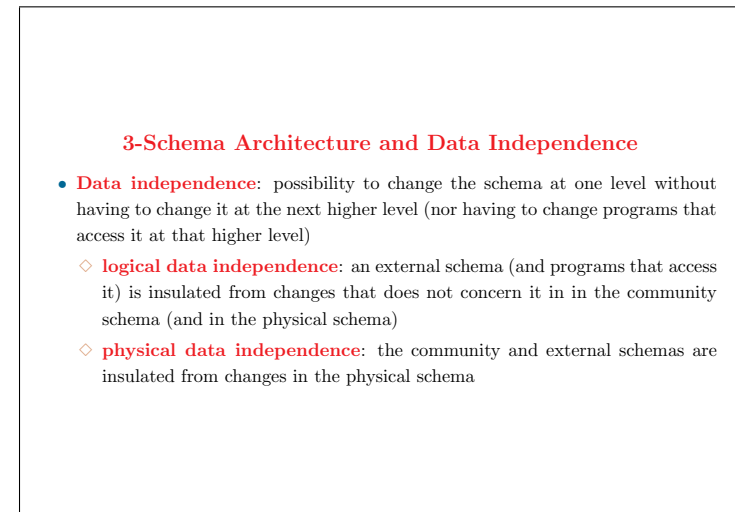 3-Schema Architecture and Data Independence
• Data independence: possibility to change the schema at one level without
having to change it at the next higher level (nor having to change programs that
access it at that higher level)
◇ logical data independence: an external schema (and programs that access
it) is insulated from changes that does not concern it in in the community
schema (and in the physical schema)
◇ physical data independence: the community and external schemas are
insulated from changes in the physical schema